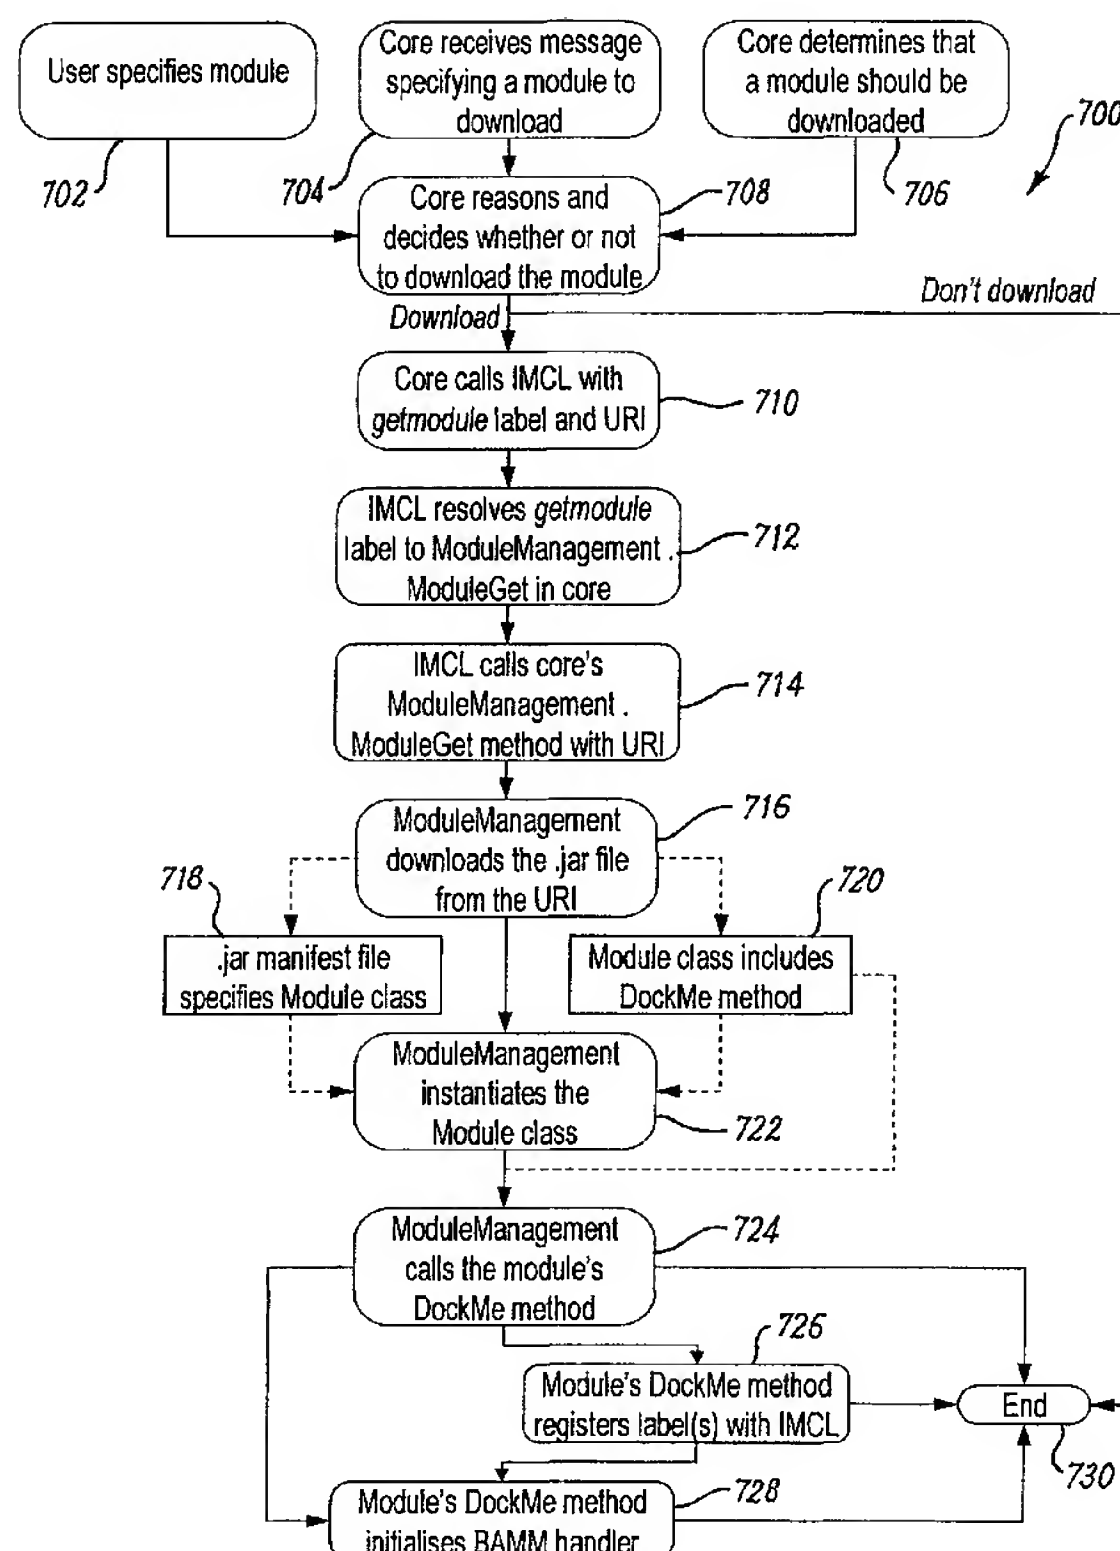 User specifies module
Core receives message
specifying a module to
download
Core determines that
a module should be
downloaded
700
702
704
706
Core reasons and
decides whether or not
to download the module
708
Download
Don't download
Core calls IMCL with
getmodule label and URI
710
IMCL resolves getmodule
label to ModuleManagement .
ModuleGet in core
712
IMCL calls core's
ModuleManagement .
ModuleGet method with URI
714
ModuleManagement
downloads the .jar file
from the URI
716
718
.jar manifest file
specifies Module class
720
Module class includes
DockMe method
ModuleManagement
instantiates the
Module class
722
ModuleManagement
calls the module's
DockMe method
724
726
Module's DockMe method
registers label(s) with IMCL
End
730
Module's DockMe method
initialises BAMM handler
728